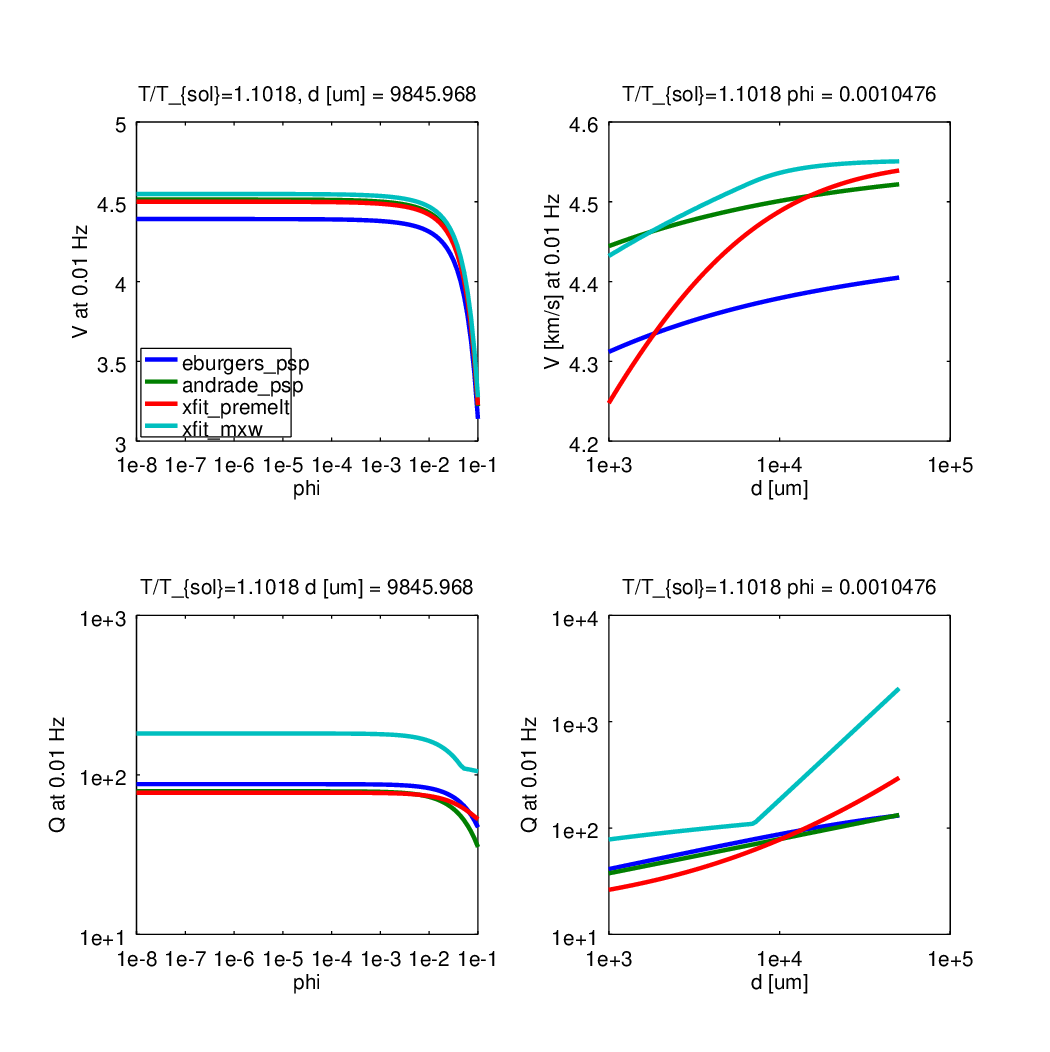 T/T_{sol}=1.1018, d [um] = 9845.968
5
4.5
4
3.5
3
V at 0.01 Hz
eburgers_psp
andrade_psp
xfit_premelt
xfit_mxw
1e-8 1e-7 1e-6 1e-5 1e-4 1e-3 1e-2 1e-1
phi
T/T_{sol}=1.1018 phi = 0.0010476
4.6
4.5
4.4
4.3
4.2
V [km/s] at 0.01 Hz
1e+3 1e+4 1e+5
d [um]
T/T_{sol}=1.1018 d [um] = 9845.968
1e+3
1e+2
1e+1
Q at 0.01 Hz
1e-8 1e-7 1e-6 1e-5 1e-4 1e-3 1e-2 1e-1
phi
T/T_{sol}=1.1018 phi = 0.0010476
1e+4
1e+3
1e+2
1e+1
Q at 0.01 Hz
1e+3 1e+4 1e+5
d [um]